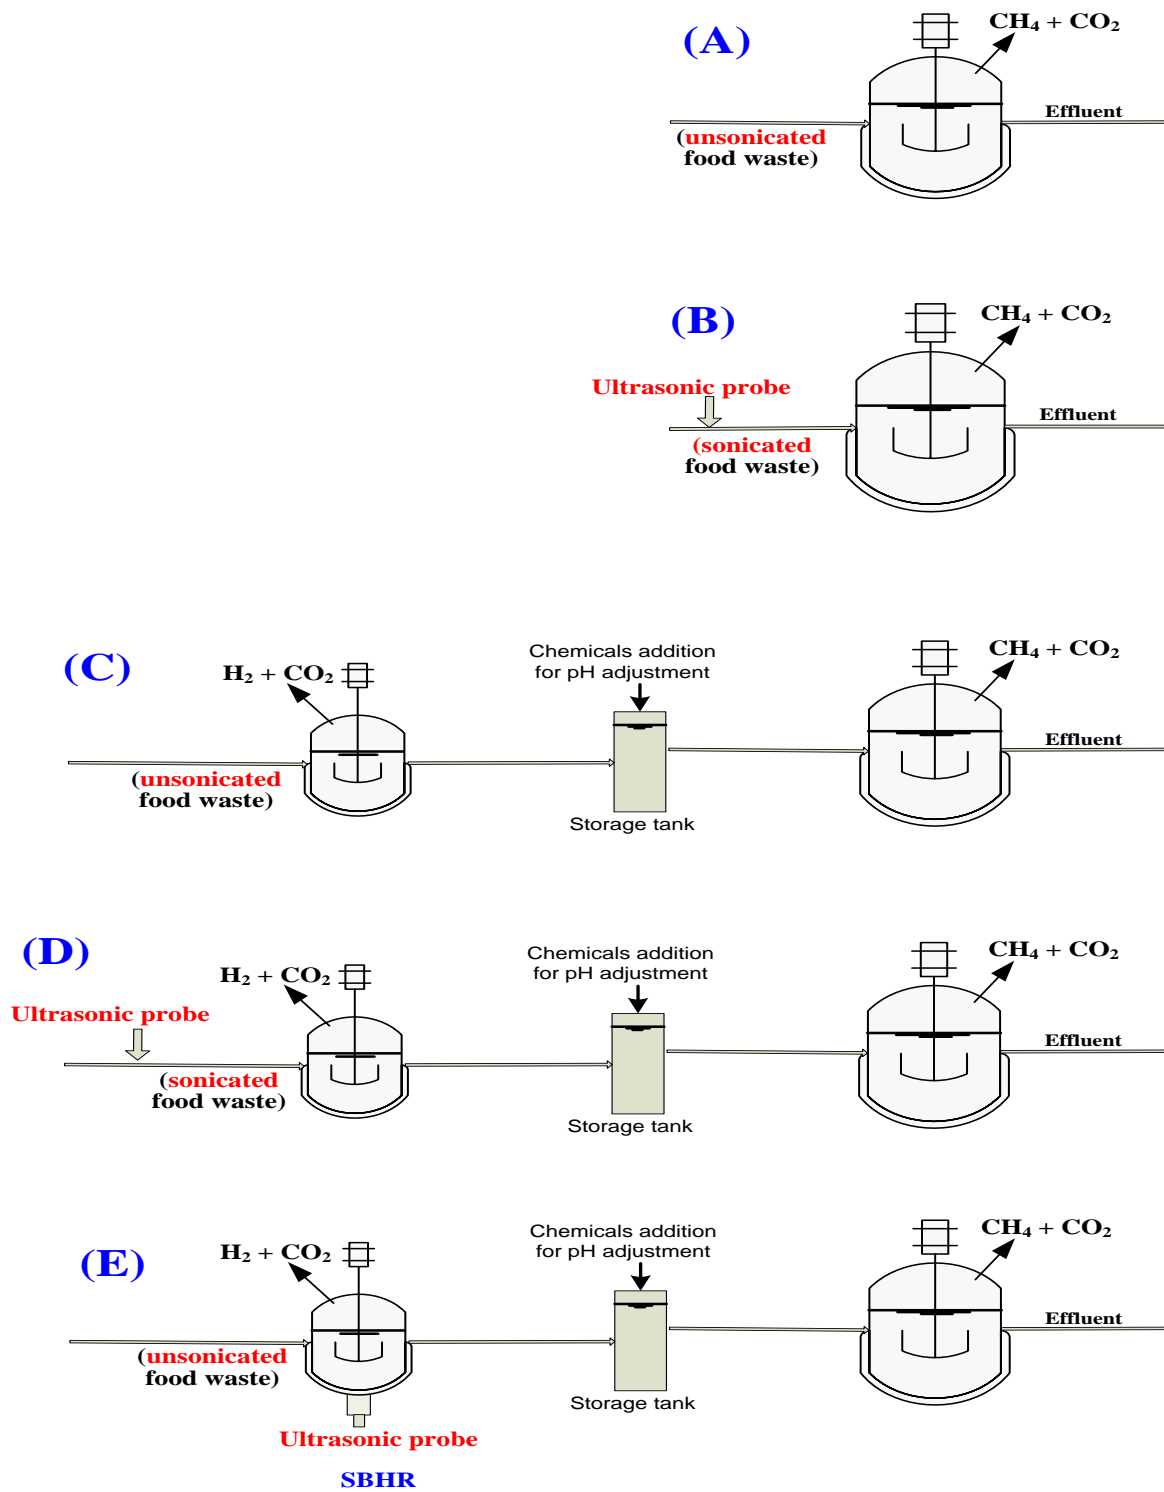 (A)
CH₄ + CO₂
Effluent
(unsonicated
food waste)
(B)
CH₄ + CO₂
Ultrasonic probe
Effluent
(sonicated
food waste)
(C)
H₂ + CO₂
Chemicals addition
for pH adjustment
CH₄ + CO₂
Effluent
(unsonicated
food waste)
Storage tank
(D)
H₂ + CO₂
Chemicals addition
for pH adjustment
CH₄ + CO₂
Ultrasonic probe
Effluent
(sonicated
food waste)
Storage tank
(E)
H₂ + CO₂
Chemicals addition
for pH adjustment
CH₄ + CO₂
Effluent
(unsonicated
food waste)
Storage tank
Ultrasonic probe
SBHR